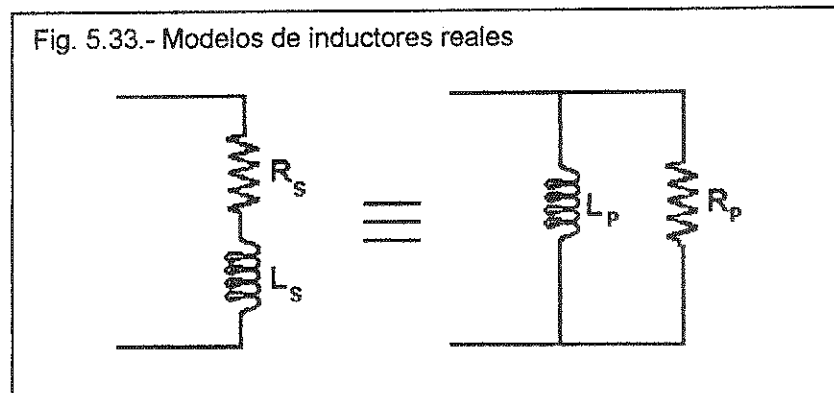 Fig. 5.33.- Modelos de inductores reales
Rs
Ls
Lp
Rp